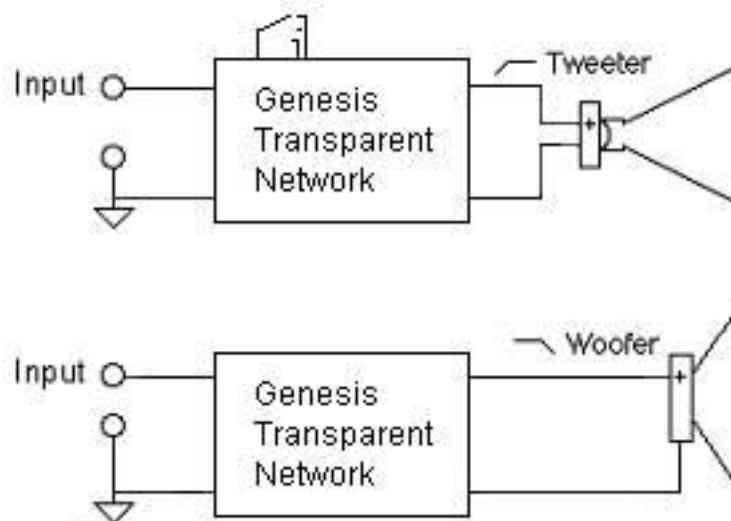 Tweeter
Input
Genesis
Transparent
Network
+
Woofer
Input
Genesis
Transparent
Network
+